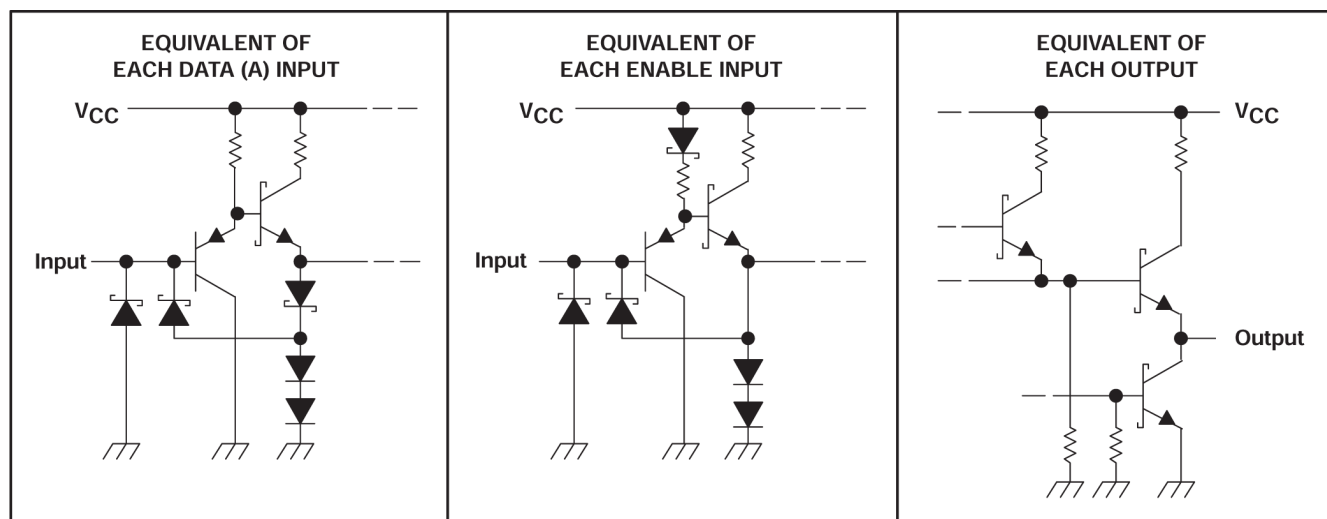 EQUIVALENT OF
EACH DATA (A) INPUT
VCC
Input
EQUIVALENT OF
EACH ENABLE INPUT
VCC
Input
EQUIVALENT OF
EACH OUTPUT
VCC
Output